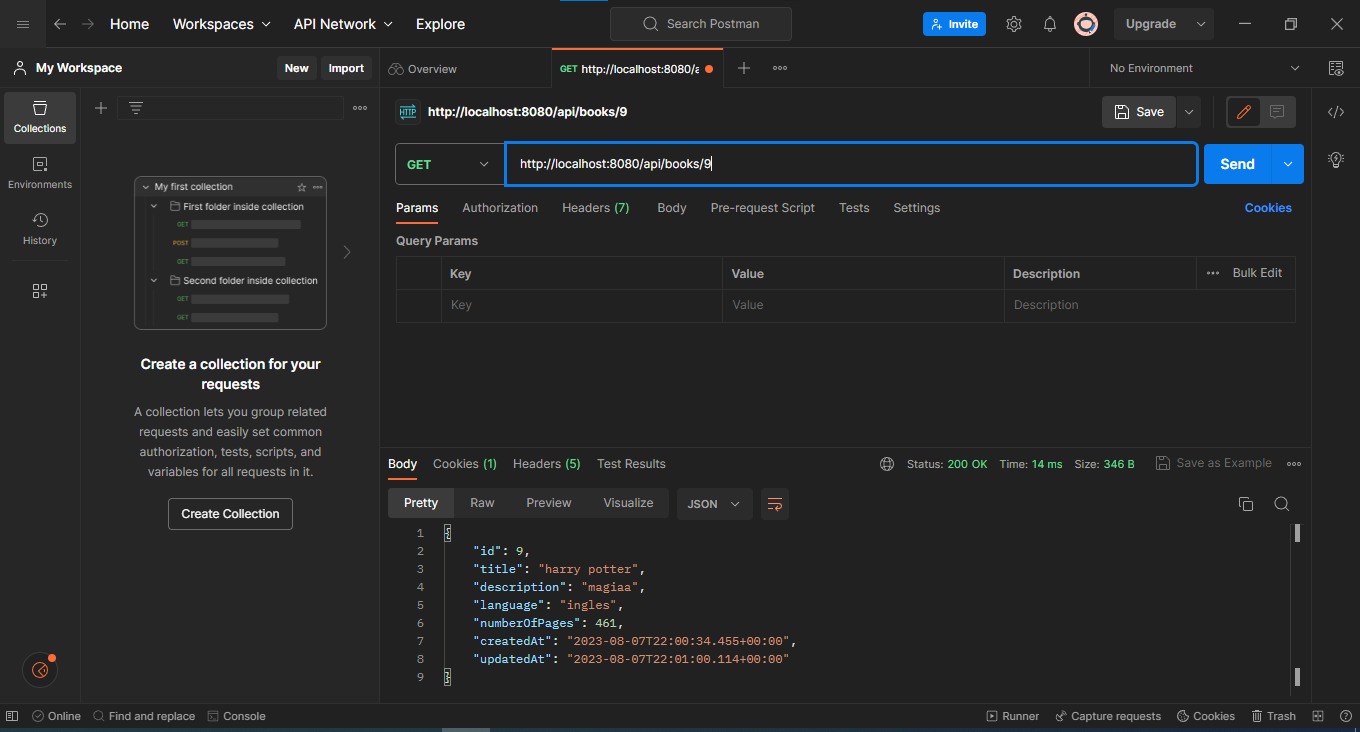 Home Workspaces API Network Explore Search Postman Invite Upgrade
My Workspace New Import Overview GET http://localhost:8080/a No Environment
Collections
Environments
History
My first collection
First folder inside collection
GET
POST
GET
Second folder inside collection
GET
GET
Create a collection for your
requests
A collection lets you group related
requests and easily set common
authorization, tests, scripts, and
variables for all requests in it.
Create Collection
HTTP http://localhost:8080/api/books/9 Save
GET http://localhost:8080/api/books/9 Send
Params Authorization Headers (7) Body Pre-request Script Tests Settings Cookies
Query Params
Key Value Description Bulk Edit
Key Value Description
Body Cookies (1) Headers (5) Test Results Status: 200 OK Time: 14 ms Size: 346 B Save as Example
Pretty Raw Preview Visualize JSON
1 {
2 "id": 9,
3 "title": "harry potter",
4 "description": "magiaa",
5 "language": "ingles",
6 "numberOfPages": 461,
7 "createdAt": "2023-08-07T22:00:34.455+00:00",
8 "updatedAt": "2023-08-07T22:01:00.114+00:00"
9 }
Online Find and replace Console Runner Capture requests Cookies Trash